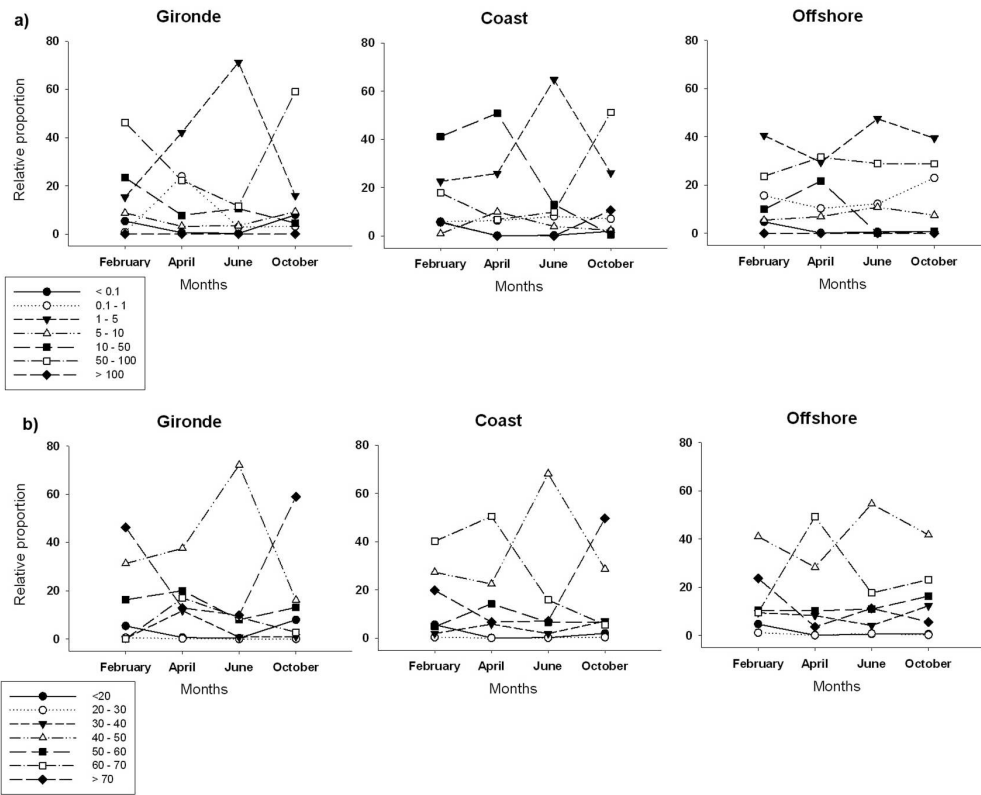 a)
Gironde
Coast
Offshore
Relative proportion
80
60
40
20
0
February April June October
Months
80
60
40
20
0
February April June October
Months
80
60
40
20
0
February April June October
Months
< 0.1
0.1 - 1
1 - 5
5 - 10
10 - 50
50 - 100
> 100
b)
Gironde
Coast
Offshore
Relative proportion
80
60
40
20
0
February April June October
Months
80
60
40
20
0
February April June October
Months
80
60
40
20
0
February April June October
Months
<20
20 - 30
30 - 40
40 - 50
50 - 60
60 - 70
> 70